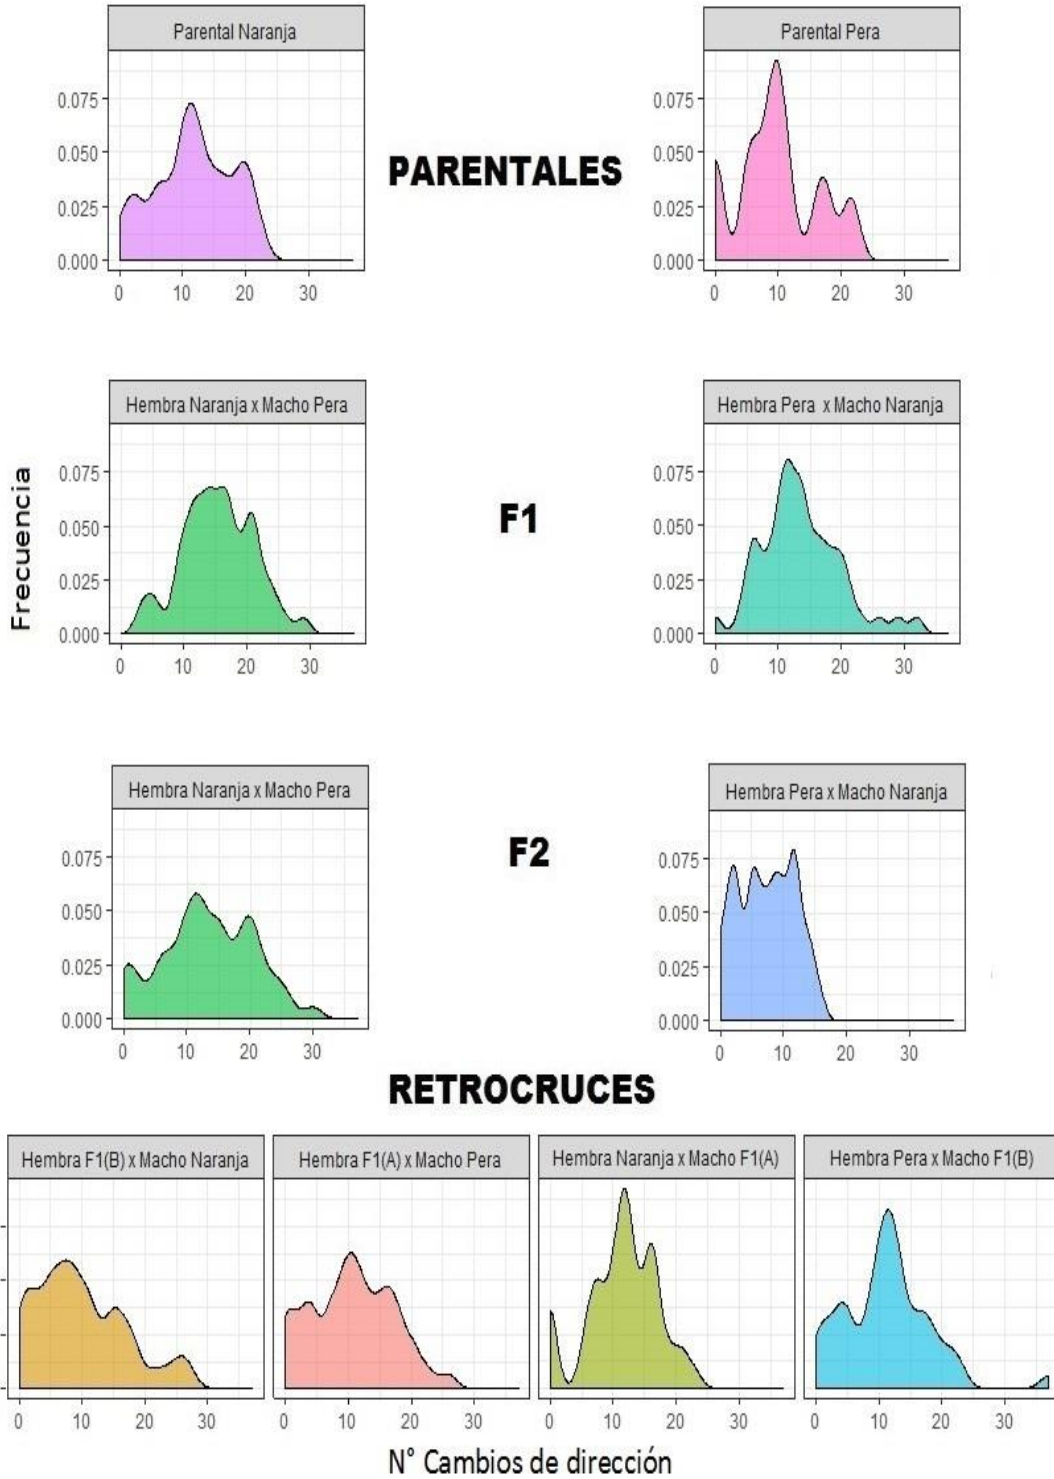 Parental Naranja
Parental Pera
0.075
0.050
0.025
0.000
0 10 20 30
PARENTALES
0.075
0.050
0.025
0.000
0 10 20 30
Hembra Naranja x Macho Pera
Hembra Pera x Macho Naranja
Frecuencia
0.075
0.050
0.025
0.000
0 10 20 30
F1
0.075
0.050
0.025
0.000
0 10 20 30
Hembra Naranja x Macho Pera
Hembra Pera x Macho Naranja
0.075
0.050
0.025
0.000
0 10 20 30
F2
0.075
0.050
0.025
0.000
0 10 20 30
RETROCRUCES
Hembra F1(B) x Macho Naranja
Hembra F1(A) x Macho Pera
Hembra Naranja x Macho F1(A)
Hembra Pera x Macho F1(B)
0 10 20 30
0 10 20 30
0 10 20 30
0 10 20 30
N° Cambios de dirección